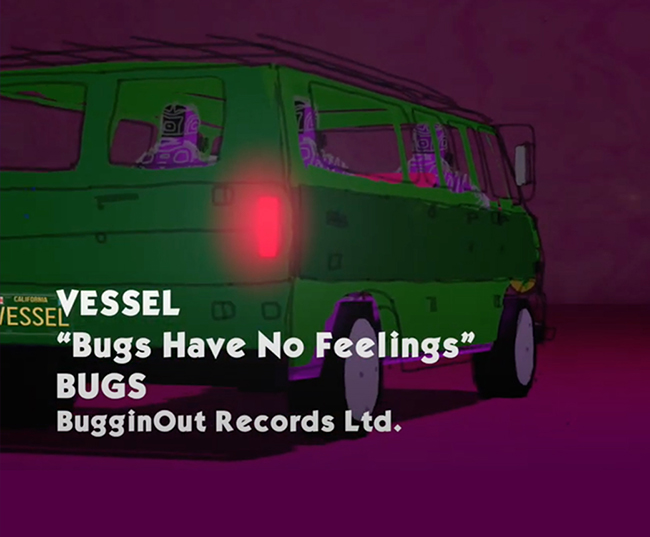 CALIFORNIA
VESSEL
VESSEL
“Bugs Have No Feelings”
BUGS
BugginOut Records Ltd.